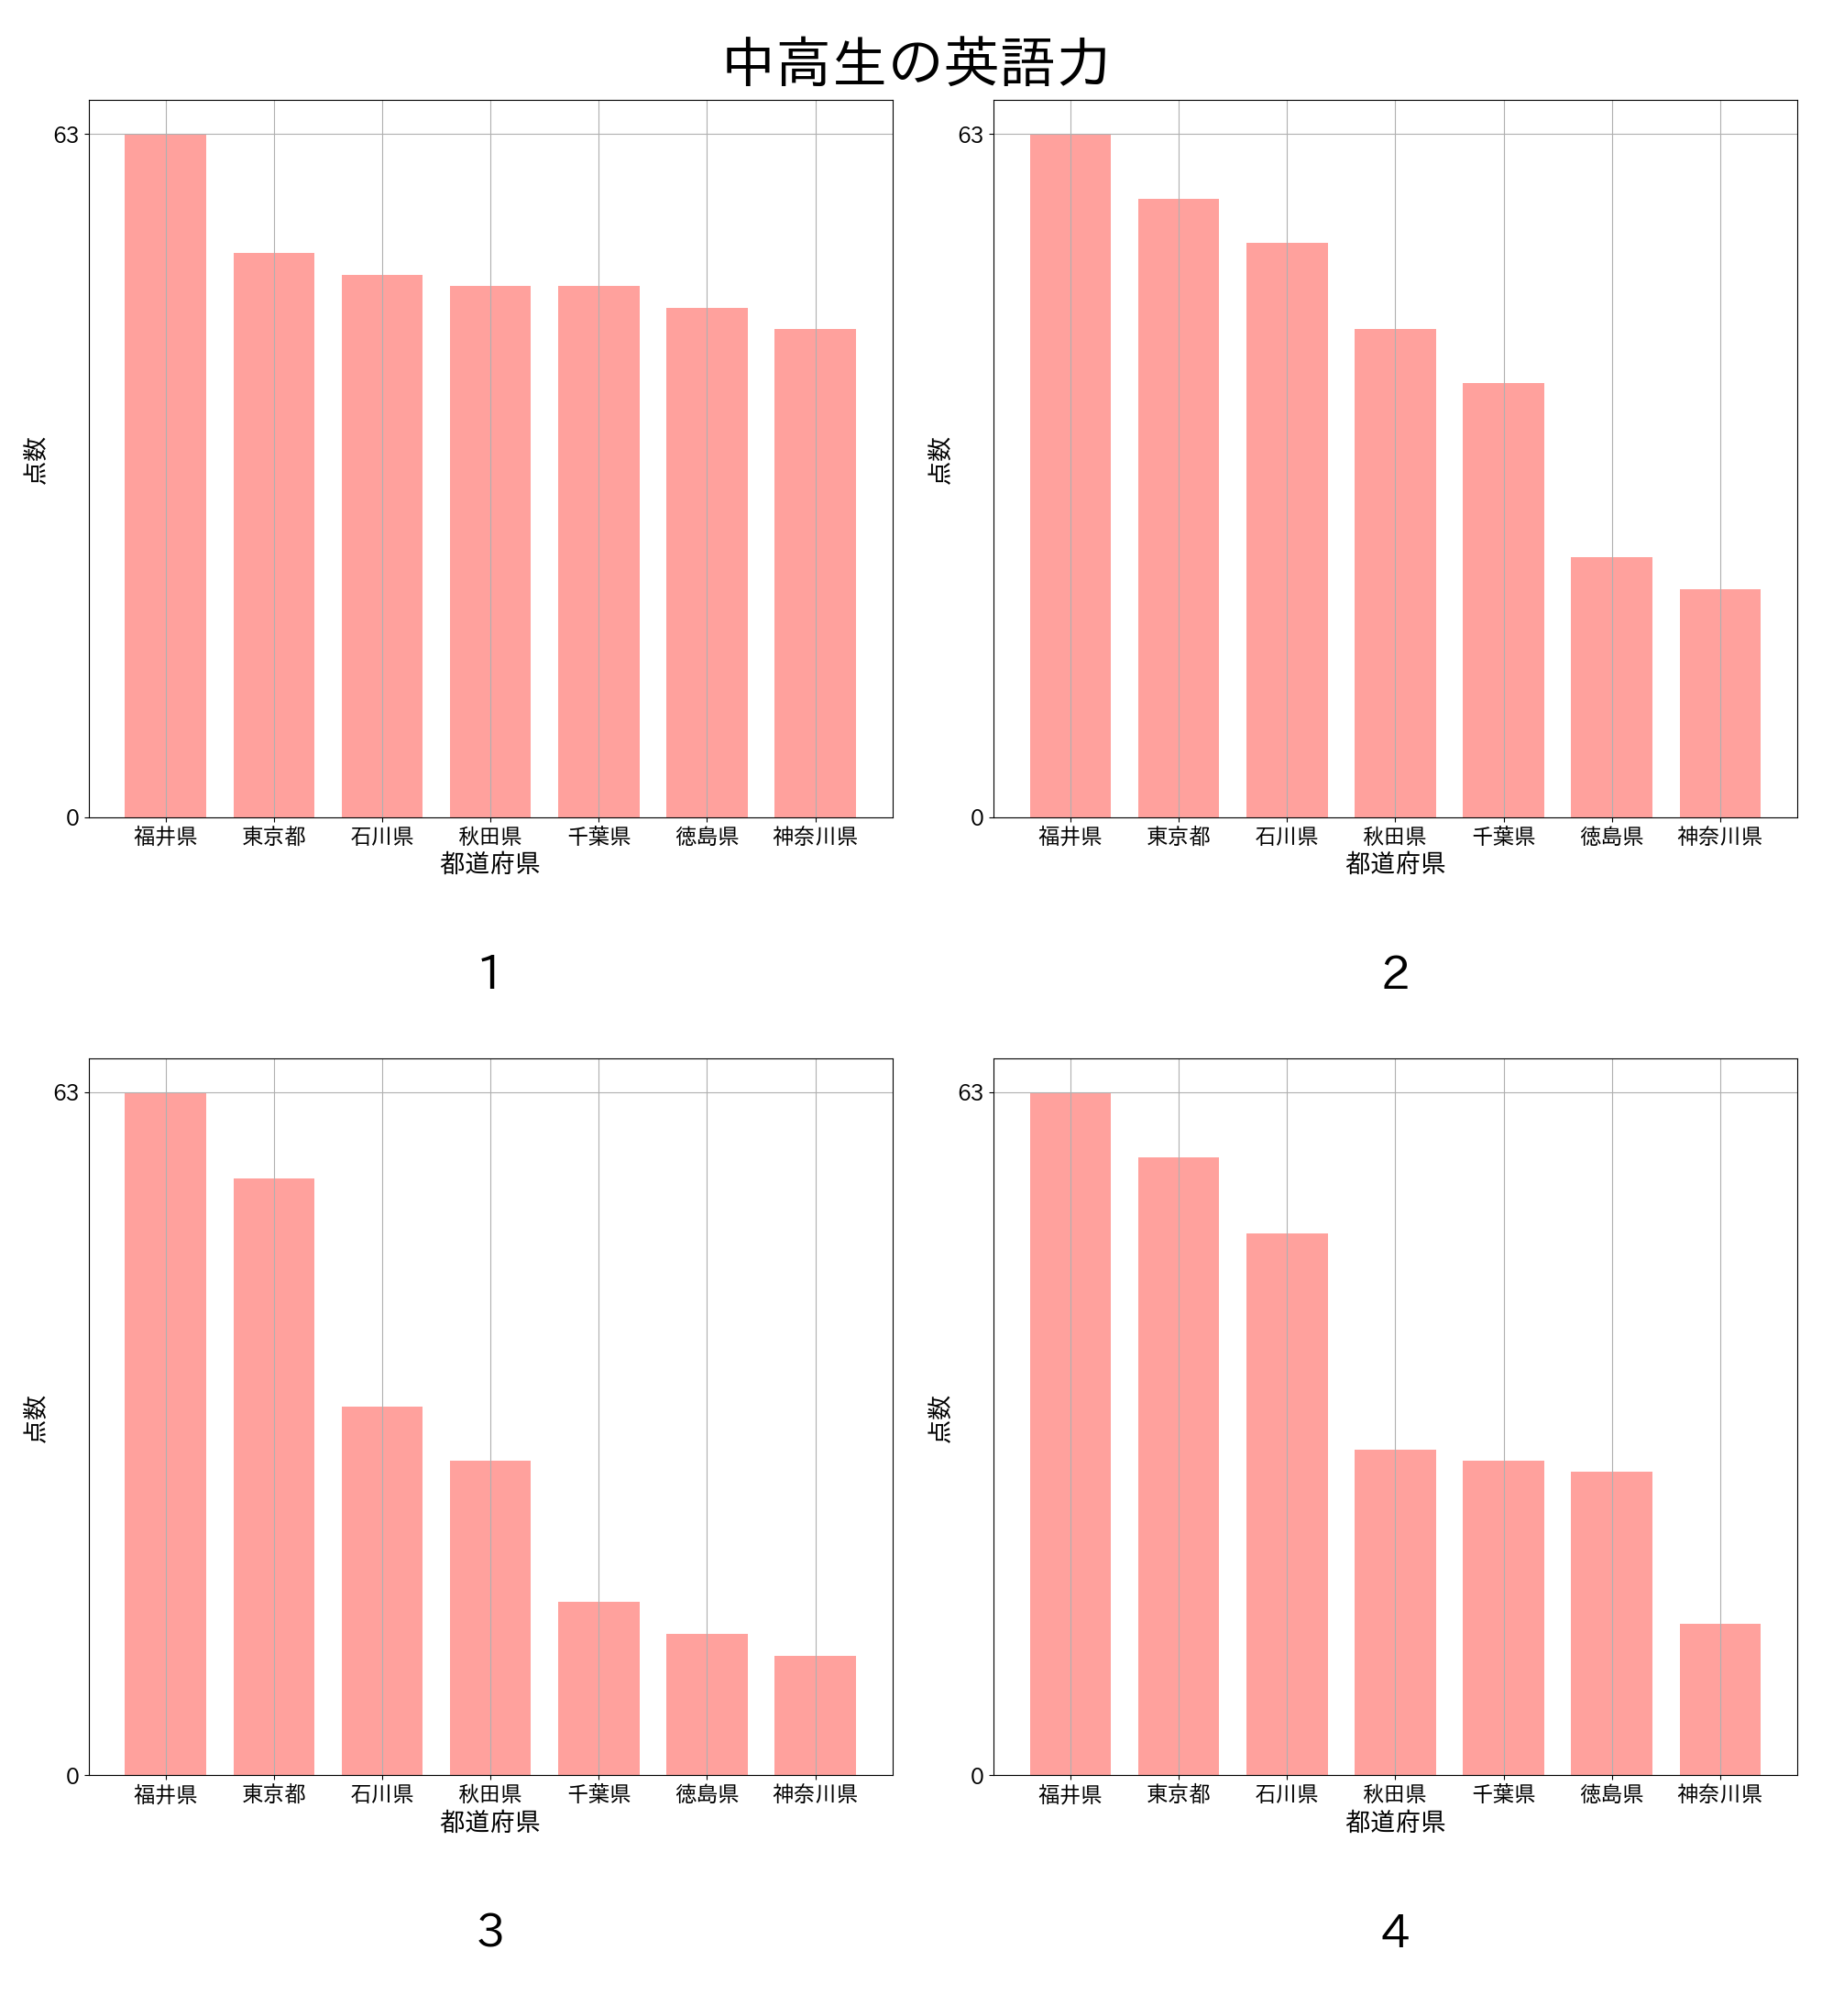 中高生の英語力
63
点数
0
福井県 東京都 石川県 秋田県 千葉県 徳島県 神奈川県
都道府県
1
63
点数
0
福井県 東京都 石川県 秋田県 千葉県 徳島県 神奈川県
都道府県
2
63
点数
0
福井県 東京都 石川県 秋田県 千葉県 徳島県 神奈川県
都道府県
3
63
点数
0
福井県 東京都 石川県 秋田県 千葉県 徳島県 神奈川県
都道府県
4